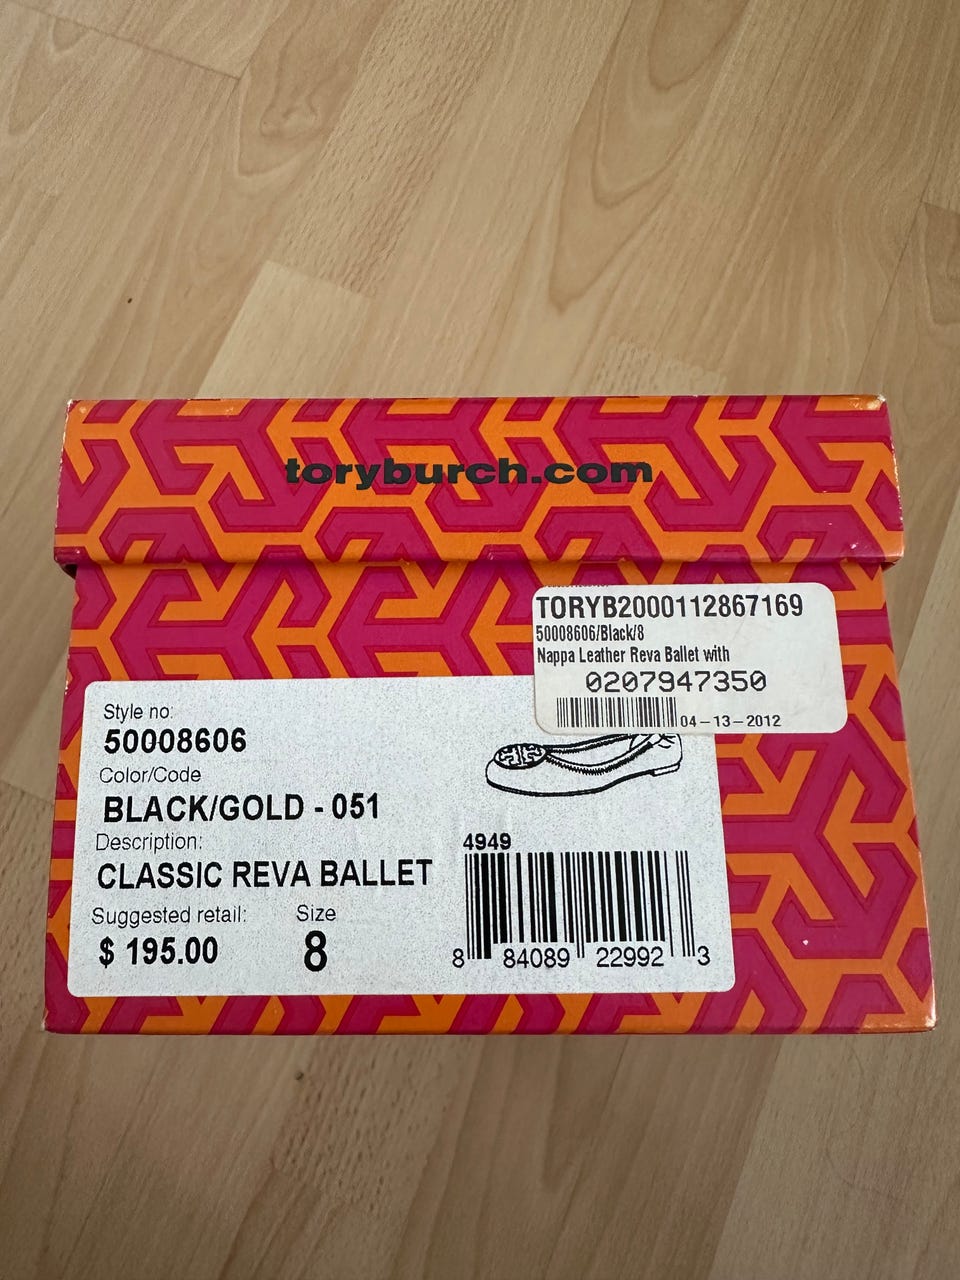 toryburch.com
TORYB2000112867169
50008606/Black/8
Nappa Leather Reva Ballet with
0207947350
04-13-2012
Style no:
50008606
Color/Code
BLACK/GOLD - 051
Description:
CLASSIC REVA BALLET
Suggested retail: Size
$ 195.00 8
4949
8 84089 22992 3